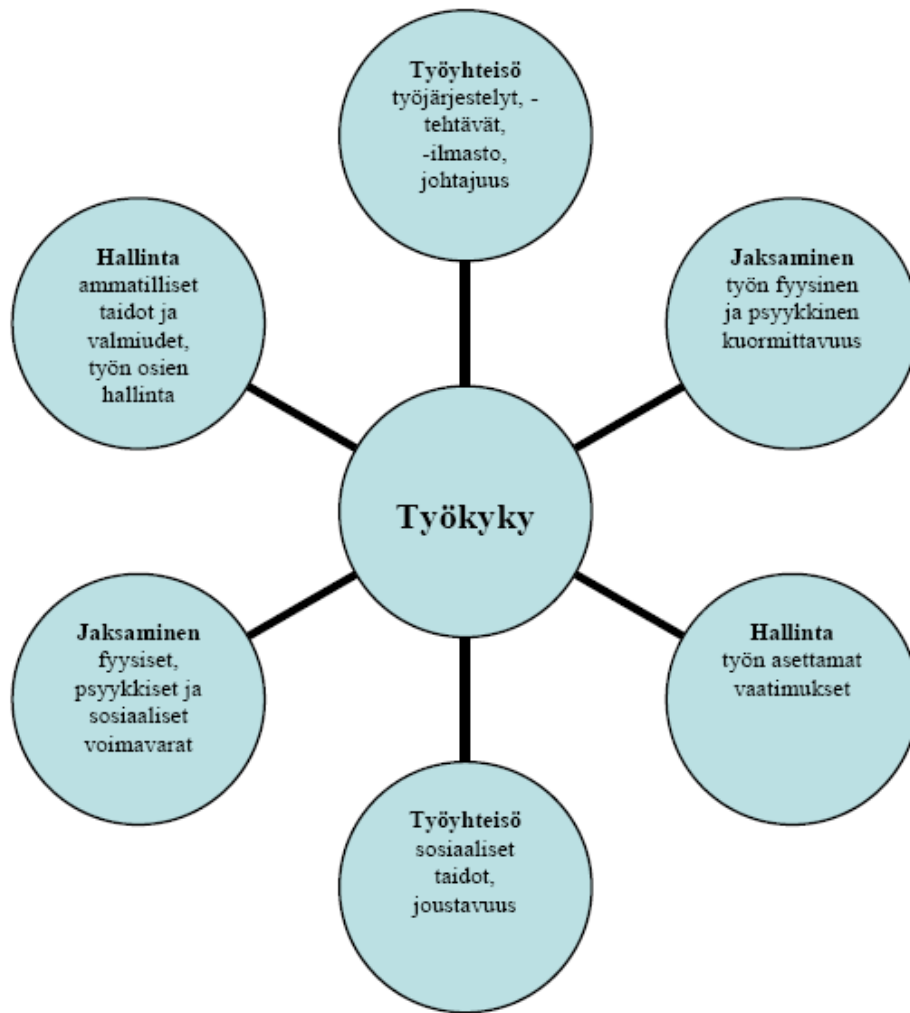 Työyhteisö
työjärjestelyt, -
tehtävät,
-ilmasto,
johtajuus
Hallinta
ammatilliset
taidot ja
valmiudet,
työn osien
hallinta
Jaksaminen
työn fyysinen
ja psyykkinen
kuormittavuus
Työkyky
Jaksaminen
fyysiset,
psyykkiset ja
sosiaaliset
voimavarat
Hallinta
työn asettamat
vaatimukset
Työyhteisö
sosiaaliset
taidot,
joustavuus